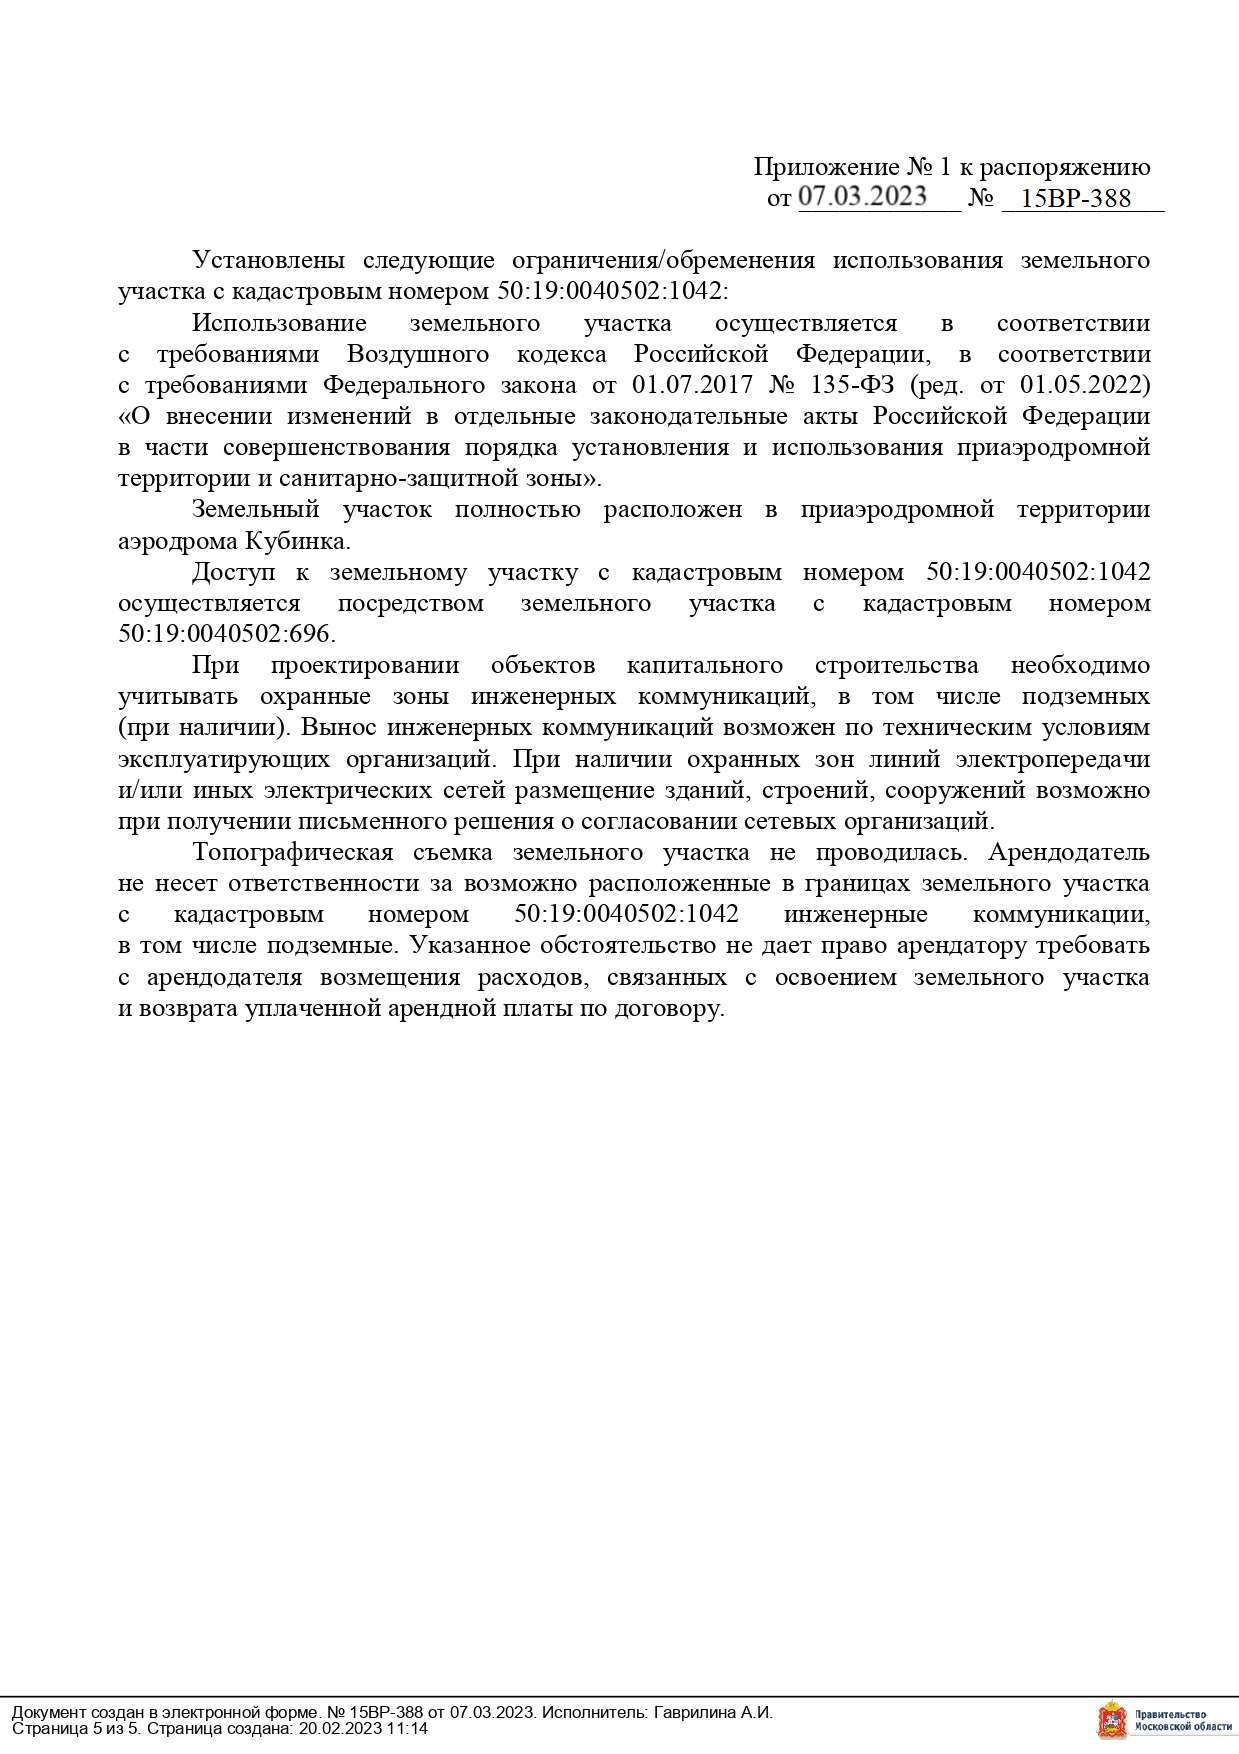 Приложение № 1 к распоряжению
от 07.03.2023 № 15ВР-388
Установлены следующие ограничения/обременения использования земельного
участка с кадастровым номером 50:19:0040502:1042:
Использование земельного участка осуществляется в соответствии
с требованиями Воздушного кодекса Российской Федерации, в соответствии
с требованиями Федерального закона от 01.07.2017 № 135-ФЗ (ред. от 01.05.2022)
«О внесении изменений в отдельные законодательные акты Российской Федерации
в части совершенствования порядка установления и использования приаэродромной
территории и санитарно-защитной зоны».
Земельный участок полностью расположен в приаэродромной территории
аэродрома Кубинка.
Доступ к земельному участку с кадастровым номером 50:19:0040502:1042
осуществляется посредством земельного участка с кадастровым номером
50:19:0040502:696.
При проектировании объектов капитального строительства необходимо
учитывать охранные зоны инженерных коммуникаций, в том числе подземных
(при наличии). Вынос инженерных коммуникаций возможен по техническим условиям
эксплуатирующих организаций. При наличии охранных зон линий электропередачи
и/или иных электрических сетей размещение зданий, строений, сооружений возможно
при получении письменного решения о согласовании сетевых организаций.
Топографическая съемка земельного участка не проводилась. Арендодатель
не несет ответственности за возможно расположенные в границах земельного участка
с кадастровым номером 50:19:0040502:1042 инженерные коммуникации,
в том числе подземные. Указанное обстоятельство не дает право арендатору требовать
с арендодателя возмещения расходов, связанных с освоением земельного участка
и возврата уплаченной арендной платы по договору.
Документ создан в электронной форме. № 15ВР-388 от 07.03.2023. Исполнитель: Гаврилина А.И.
Страница 5 из 5. Страница создана: 20.02.2023 11:14
Правительство
Московской области